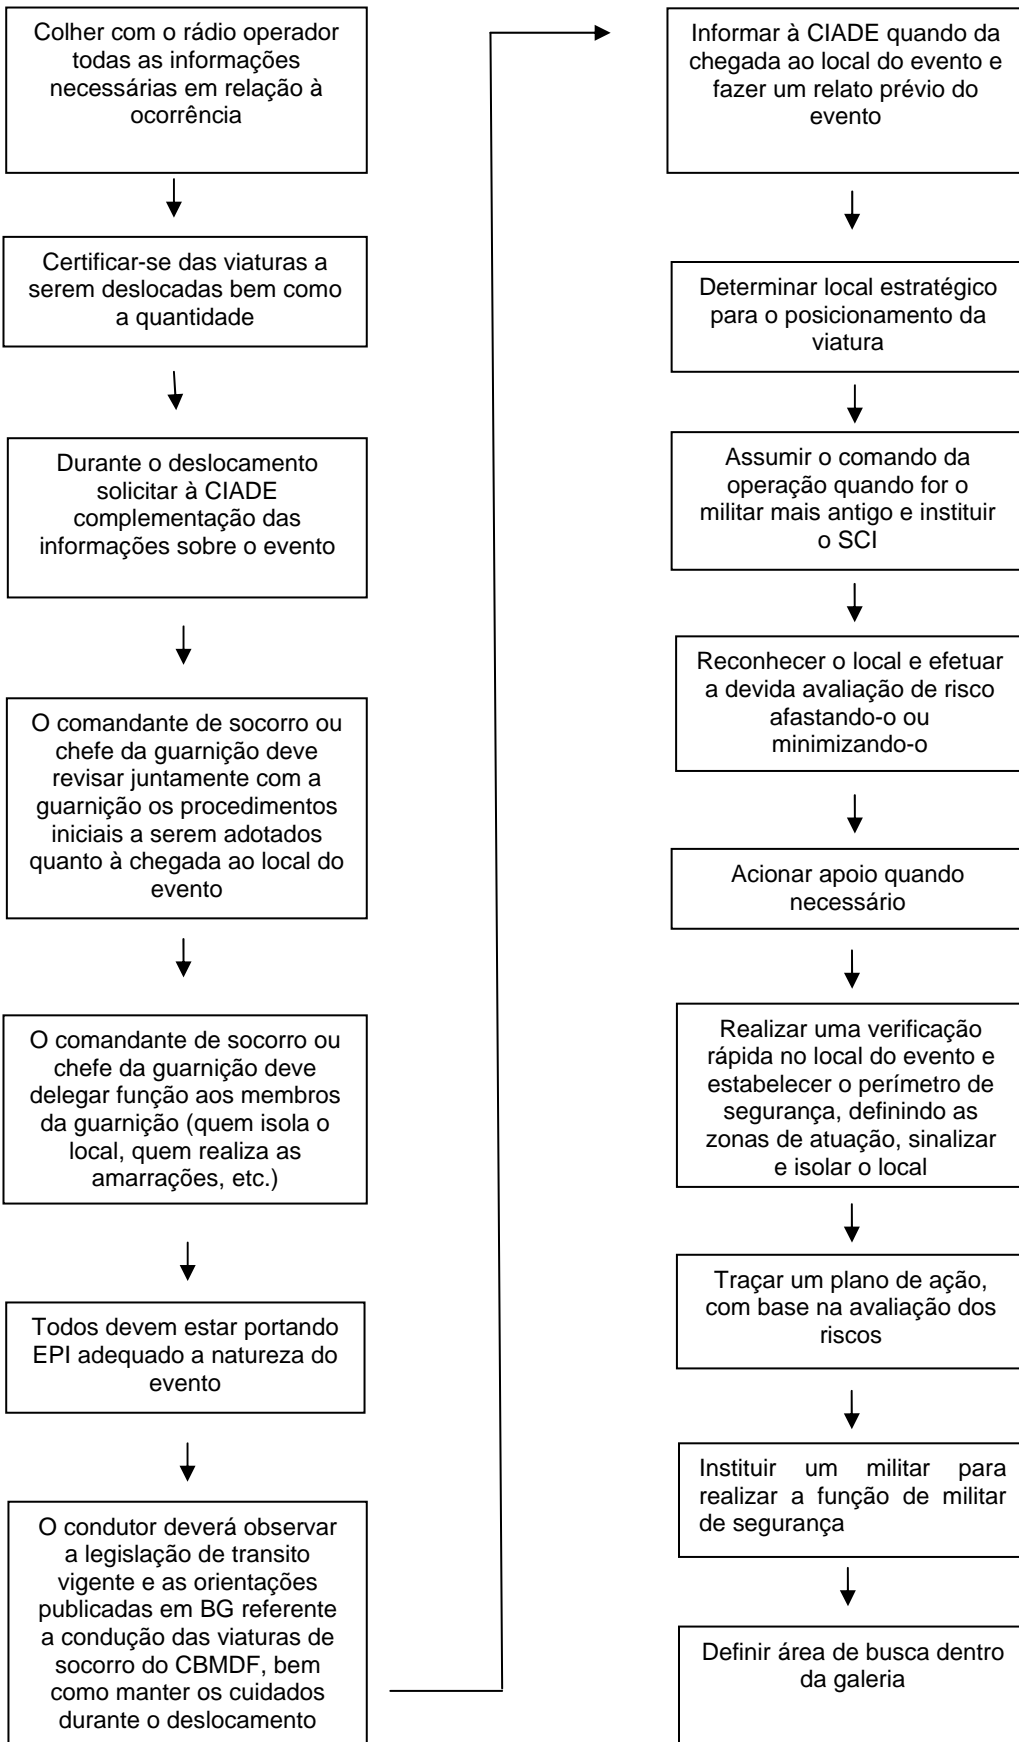 Colher com o rádio operador
todas as informações
necessárias em relação à
ocorrência
Certificar-se das viaturas a
serem deslocadas bem como
a quantidade
Durante o deslocamento
solicitar à CIADE
complementação das
informações sobre o evento
O comandante de socorro ou
chefe da guarnição deve
revisar juntamente com a
guarnição os procedimentos
iniciais a serem adotados
quanto à chegada ao local do
evento
O comandante de socorro ou
chefe da guarnição deve
delegar função aos membros
da guarnição (quem isola o
local, quem realiza as
amarrações, etc.)
Todos devem estar portando
EPI adequado a natureza do
evento
O condutor deverá observar
a legislação de transito
vigente e as orientações
publicadas em BG referente
a condução das viaturas de
socorro do CBMDF, bem
como manter os cuidados
durante o deslocamento
Informar à CIADE quando da
chegada ao local do evento e
fazer um relato prévio do
evento
Determinar local estratégico
para o posicionamento da
viatura
Assumir o comando da
operação quando for o
militar mais antigo e instituir
o SCI
Reconhecer o local e efetuar
a devida avaliação de risco
afastando-o ou
minimizando-o
Acionar apoio quando
necessário
Realizar uma verificação
rápida no local do evento e
estabelecer o perímetro de
segurança, definindo as
zonas de atuação, sinalizar
e isolar o local
Traçar um plano de ação,
com base na avaliação dos
riscos
Instituir um militar para
realizar a função de militar
de segurança
Definir área de busca dentro
da galeria